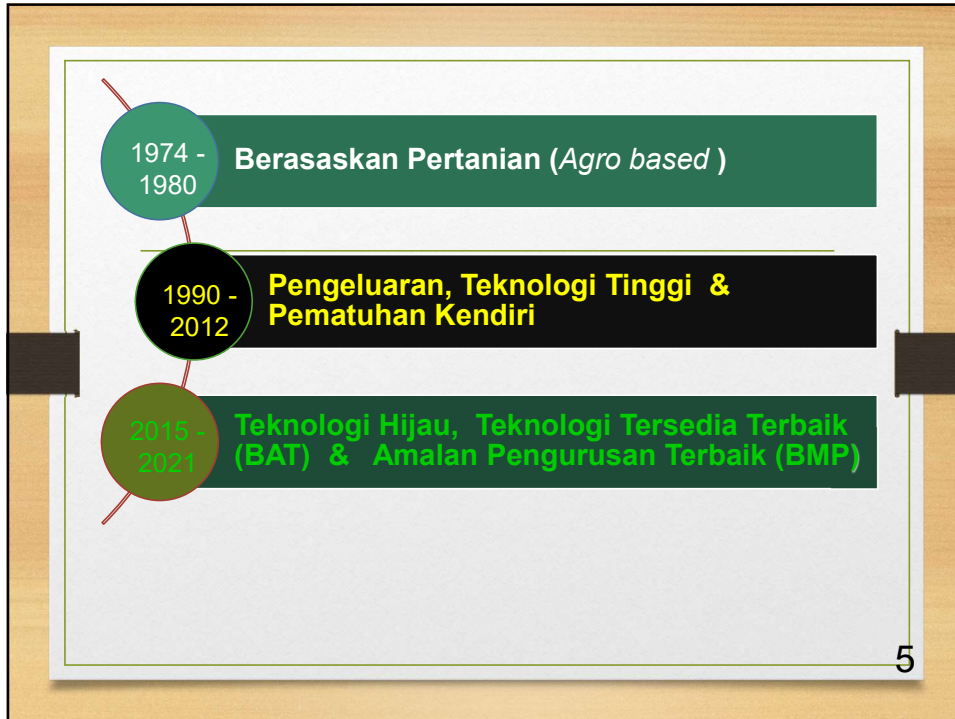 1974 -
1980
Berasaskan Pertanian (Agro based )
1990 -
2012
Pengeluaran, Teknologi Tinggi &
Pematuhan Kendiri
2015 -
2021
Teknologi Hijau, Teknologi Tersedia Terbaik
(BAT) & Amalan Pengurusan Terbaik (BMP)
5